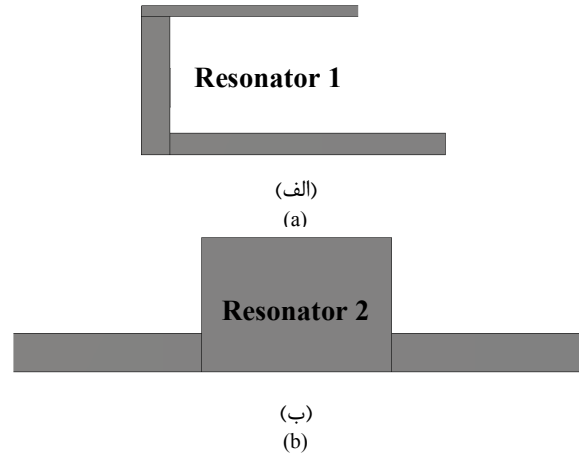 Resonator 1
(الف)
(a)
Resonator 2
(ب)
(b)